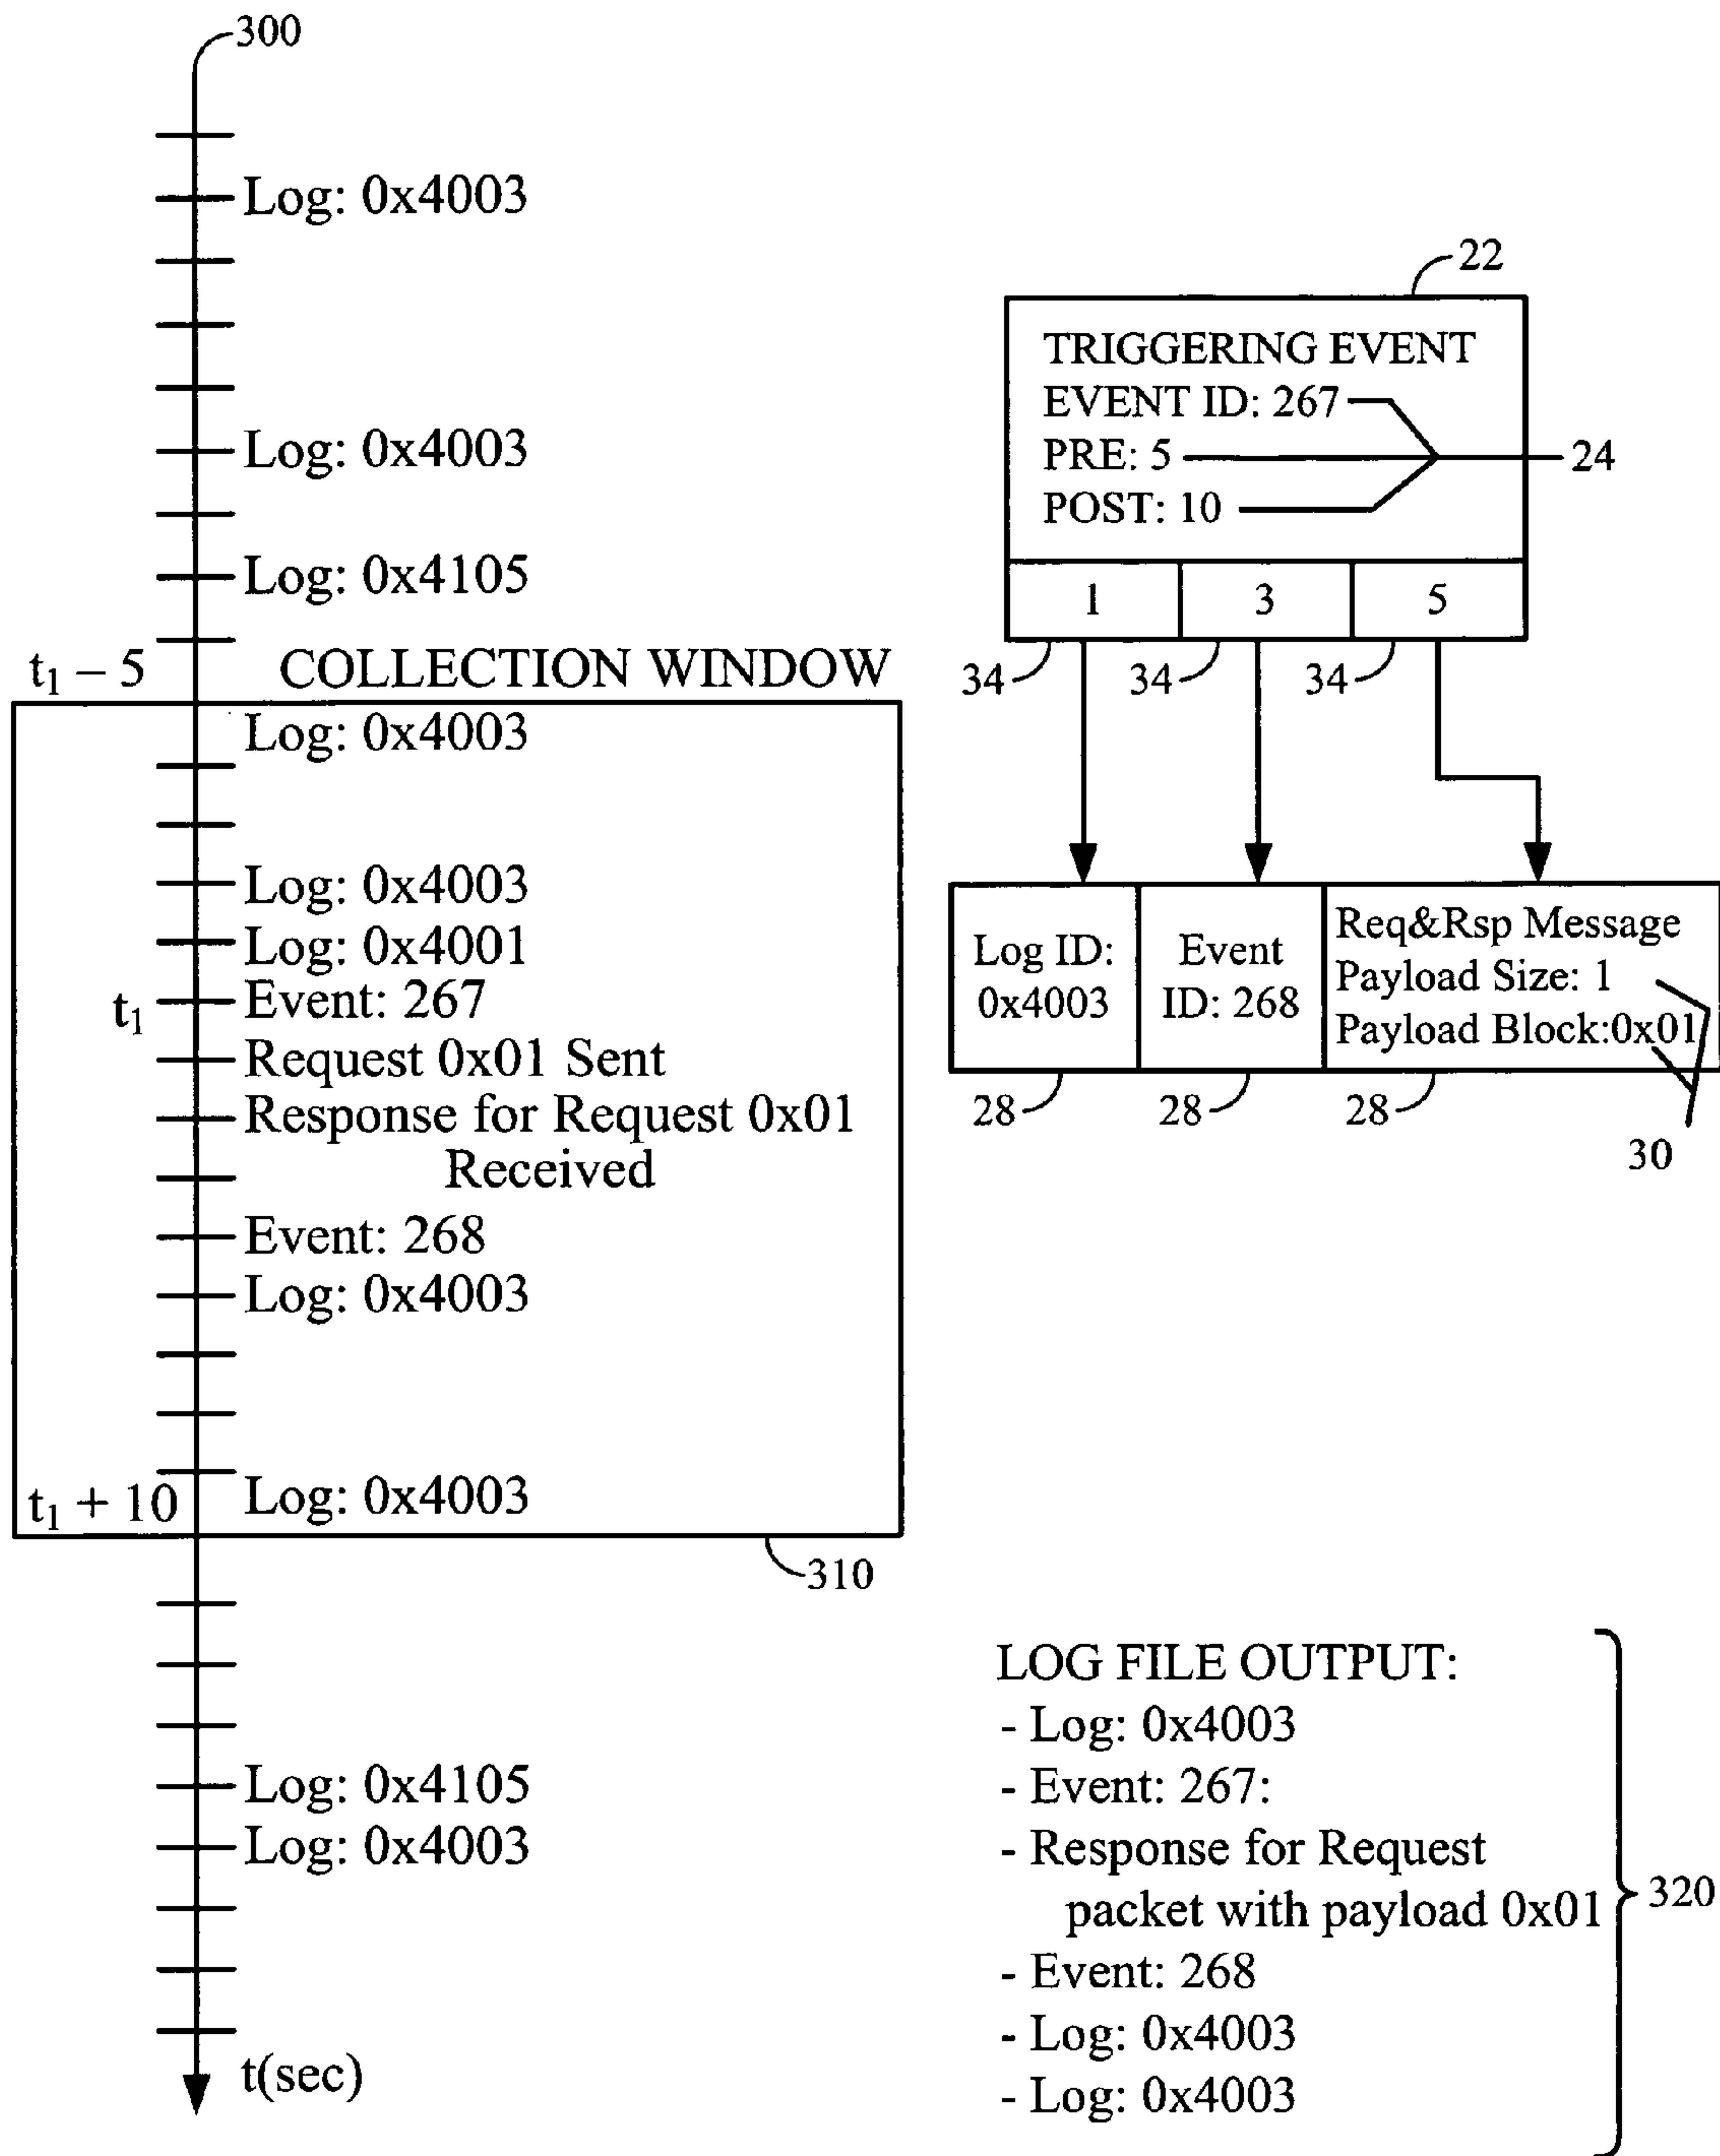 300
Log: 0x4003
Log: 0x4003
Log: 0x4105
t₁ – 5
COLLECTION WINDOW
Log: 0x4003
Log: 0x4003
Log: 0x4001
t₁
Event: 267
Request 0x01 Sent
Response for Request 0x01
Received
Event: 268
Log: 0x4003
t₁ + 10
Log: 0x4003
310
Log: 0x4105
Log: 0x4003
t(sec)
22
TRIGGERING EVENT
EVENT ID: 267
PRE: 5
POST: 10
24
1
3
5
34
34
34
Log ID:
0x4003
Event
ID: 268
Req&Rsp Message
Payload Size: 1
Payload Block:0x01
28
28
28
30
LOG FILE OUTPUT:
- Log: 0x4003
- Event: 267:
- Response for Request
packet with payload 0x01
- Event: 268
- Log: 0x4003
- Log: 0x4003
320